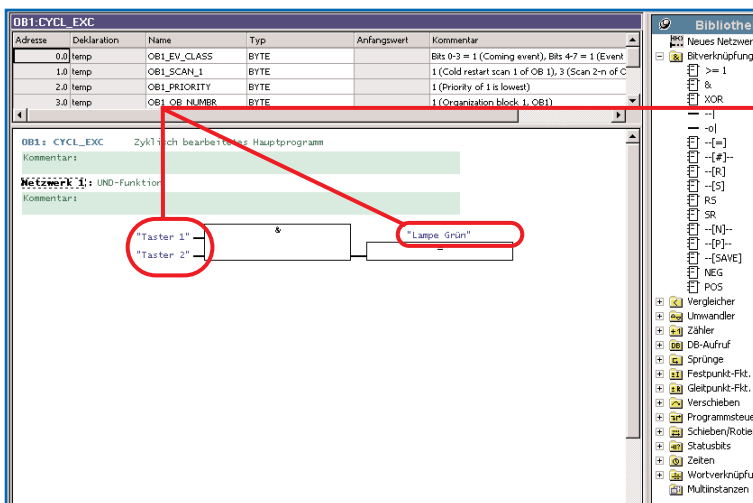 OB1:CYCL_EXC
Adresse Deklaration Name Typ Anfangswert Kommentar
0.0 temp OB1_EV_CLASS BYTE Bits 0-3 = 1 (Coming event), Bits 4-7 = 1 (Event
1.0 temp OB1_SCAN_1 BYTE 1 (Cold restart scan 1 of OB 1), 3 (Scan 2-n of O
2.0 temp OB1_PRIORITY BYTE 1 (Priority of 1 is lowest)
3.0 temp OB1_OB_NUMBR BYTE 1 (Organization block 1, OB1)
OB1: CYCL_EXC Zyklisch bearbeitetes Hauptprogramm
Kommentar:
Netzwerk 1: UND-Funktion
Kommentar:
"Taster 1"
"Taster 2"
&
"Lampe Grün"
=
Bibliothe
Neues Netzwer
Bitverknüpfung
>= 1
&
XOR
--|
-o|
--[=]
--[#]--
--[R]
--[S]
RS
SR
--[N]--
--[P]--
--[SAVE]
NEG
POS
Vergleicher
Umwandler
Zähler
DB-Aufruf
Sprünge
Festpunkt-Fkt.
Gleitpunkt-Fkt.
Verschieben
Programmsteue
Schieben/Rotie
Statusbits
Zeiten
Wortverknüpfu
Multiinstanzen